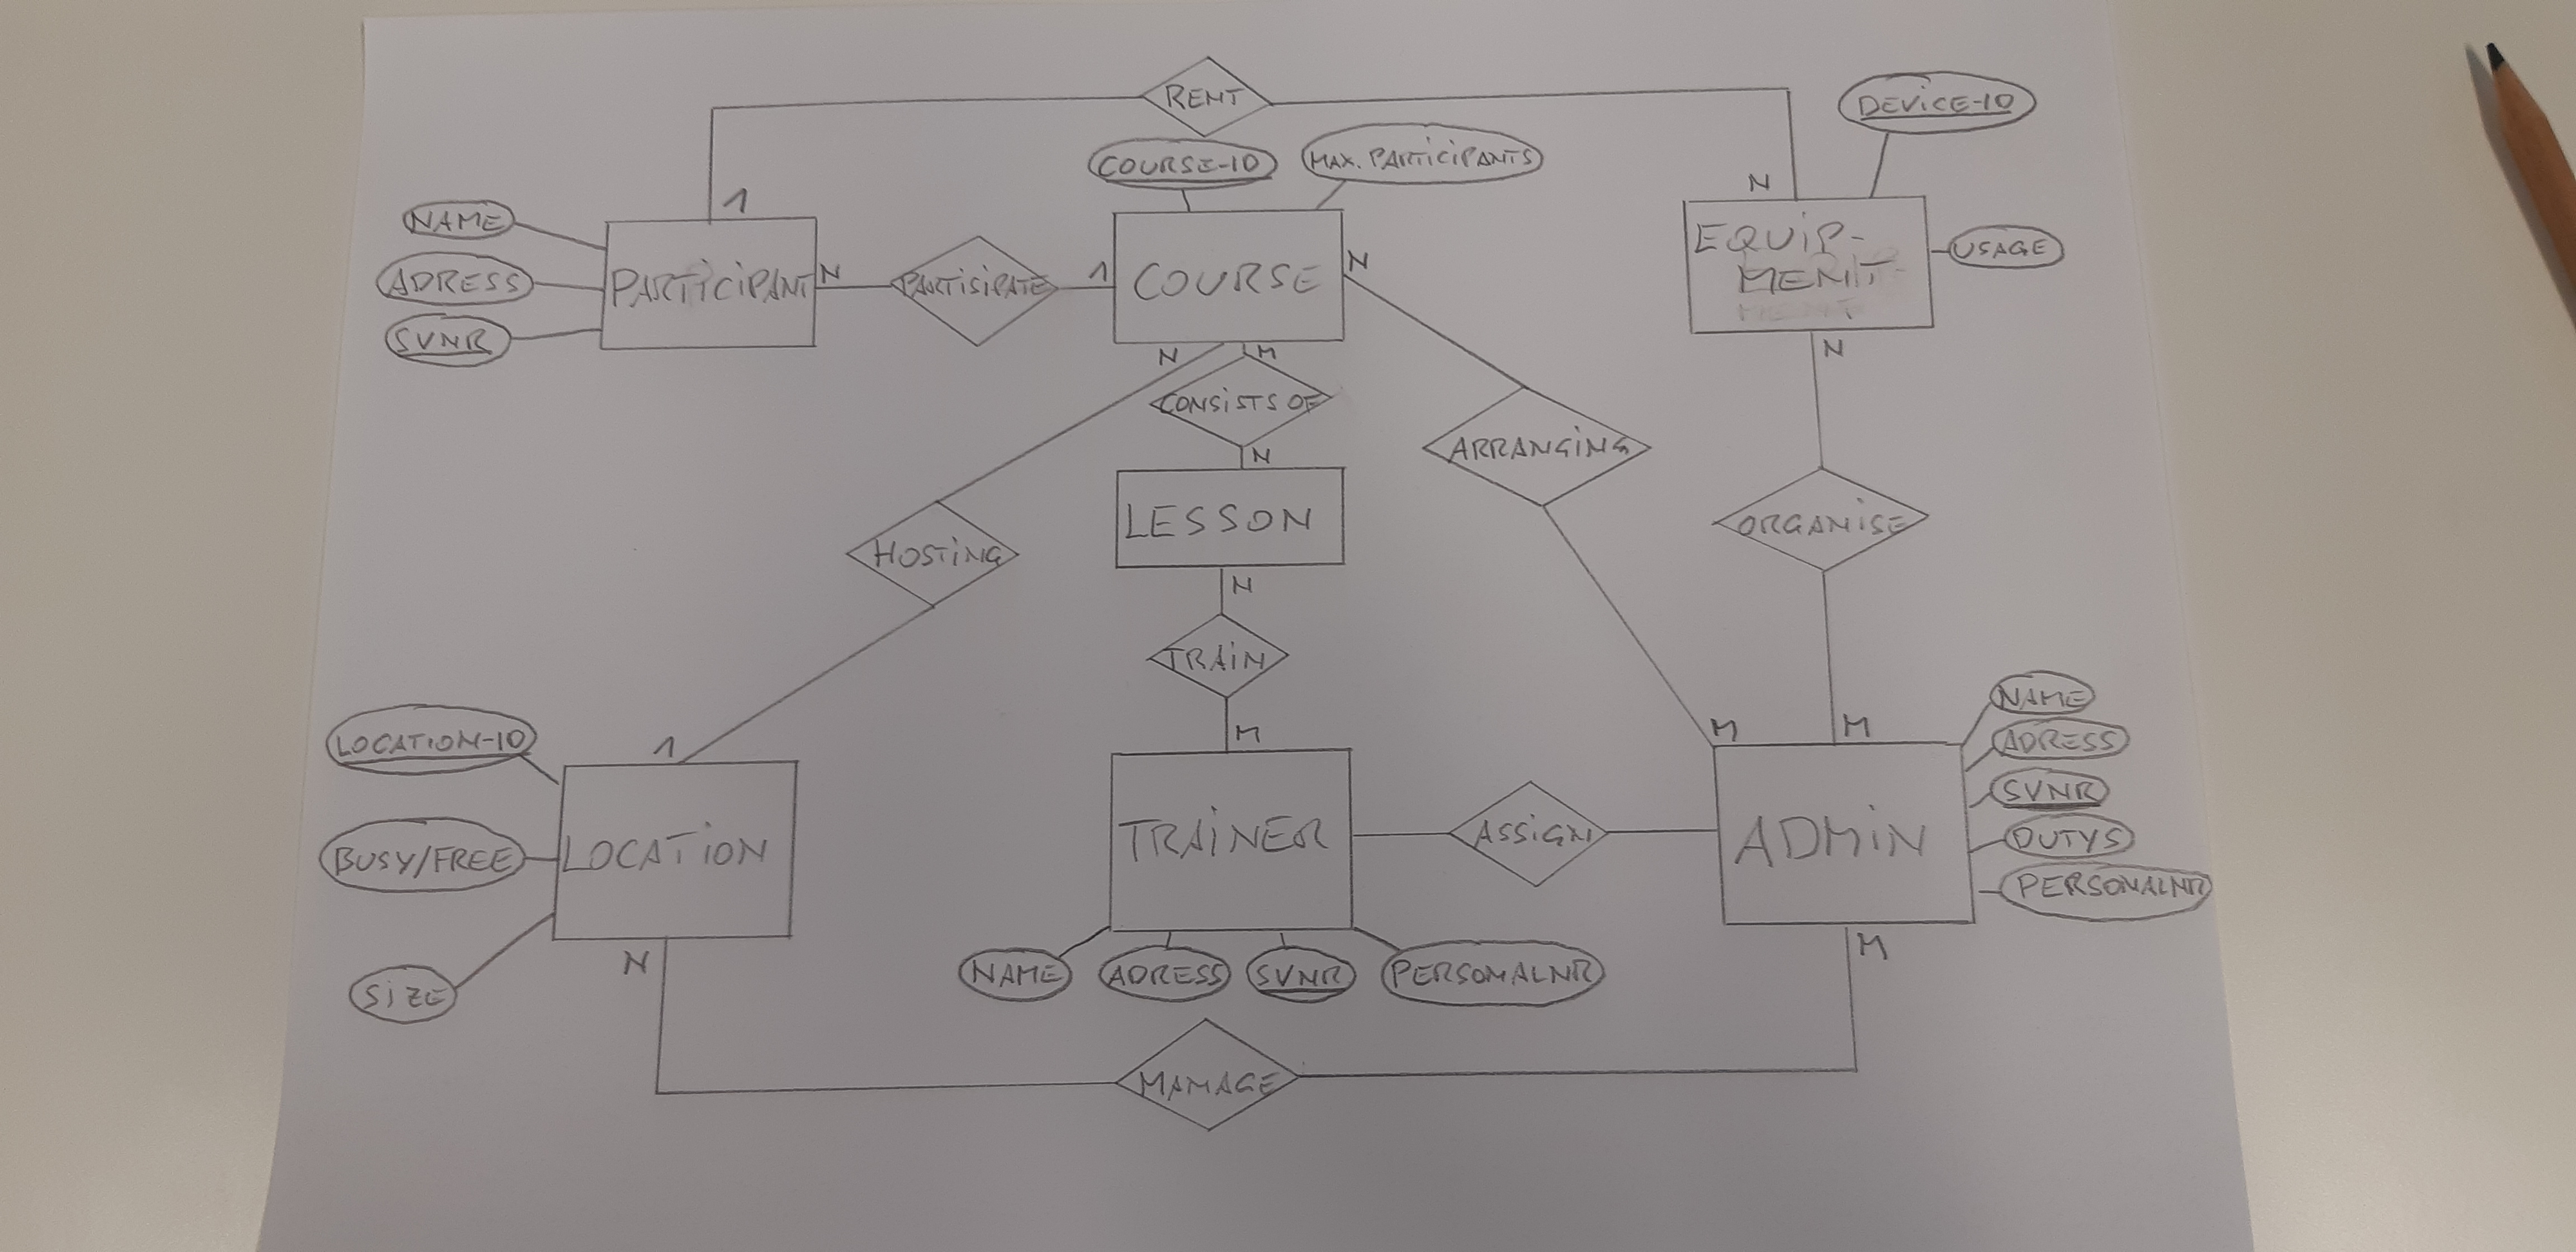 RENT
DEVICE-ID
COURSE-ID
MAX. PARTICIPANTS
N
1
NAME
EQUIP-
MENT
USAGE
ADRESS
PARTICIPANT
N
PARTISIPATE
1
COURSE
N
SVNR
N
M
N
CONSISTS OF
ARRANGING
N
LESSON
ORGANISE
HOSTING
N
TRAIN
NAME
LOCATION-ID
1
M
M
M
ADRESS
SVNR
BUSY/FREE
LOCATION
TRAINER
ASSIGN
ADMIN
DUTYS
PERSONALNR
N
M
SIZE
NAME
ADRESS
SVNR
PERSONALNR
MANAGE